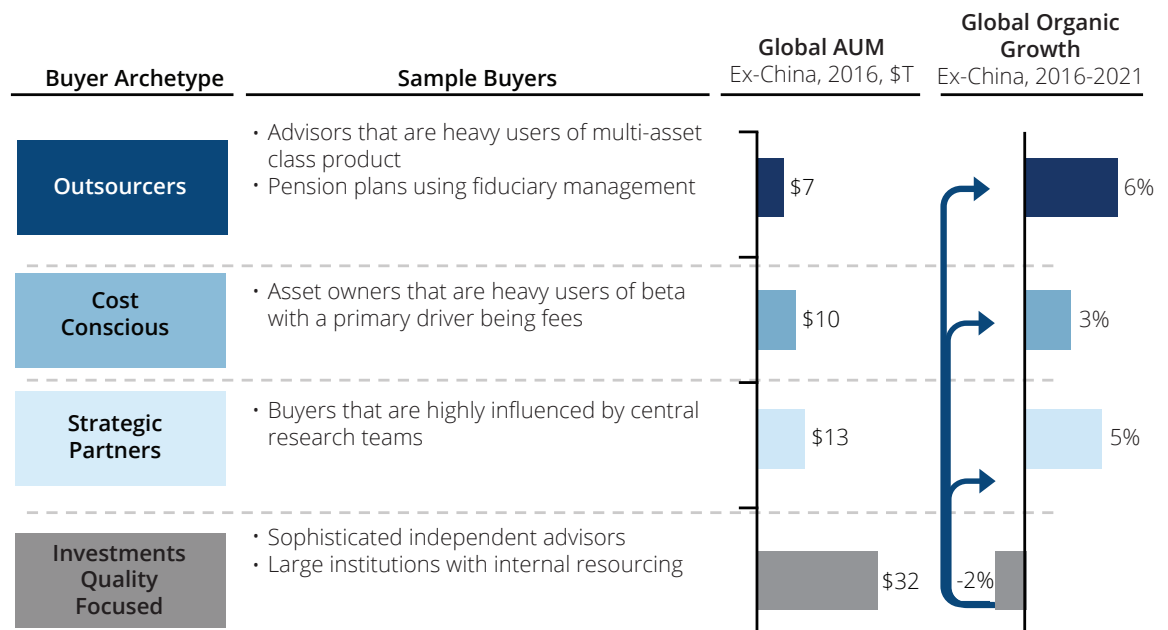 Buyer Archetype
Sample Buyers
Global AUM
Ex-China, 2016, $T
Global Organic
Growth
Ex-China, 2016-2021
Outsourcers
• Advisors that are heavy users of multi-asset
class product
• Pension plans using fiduciary management
$7
6%
Cost
Conscious
• Asset owners that are heavy users of beta
with a primary driver being fees
$10
3%
Strategic
Partners
• Buyers that are highly influenced by central
research teams
$13
5%
Investments
Quality
Focused
• Sophisticated independent advisors
• Large institutions with internal resourcing
$32
-2%